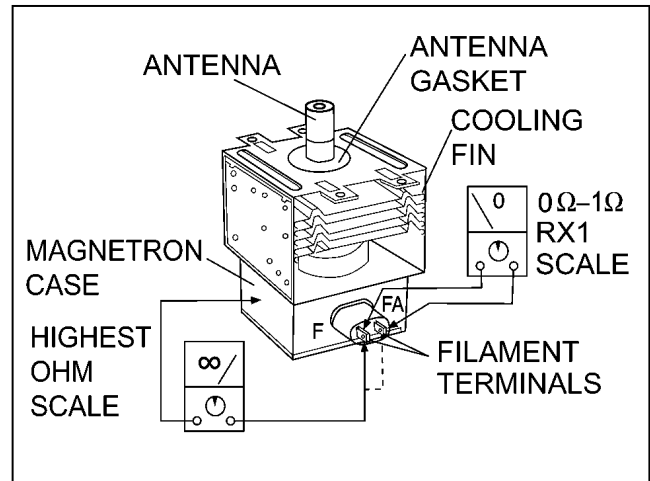 ANTENNA
ANTENNA
GASKET
COOLING
FIN
0
0Ω–1Ω
RX1
SCALE
MAGNETRON
CASE
FA
F
HIGHEST
OHM
SCALE
∞
FILAMENT
TERMINALS